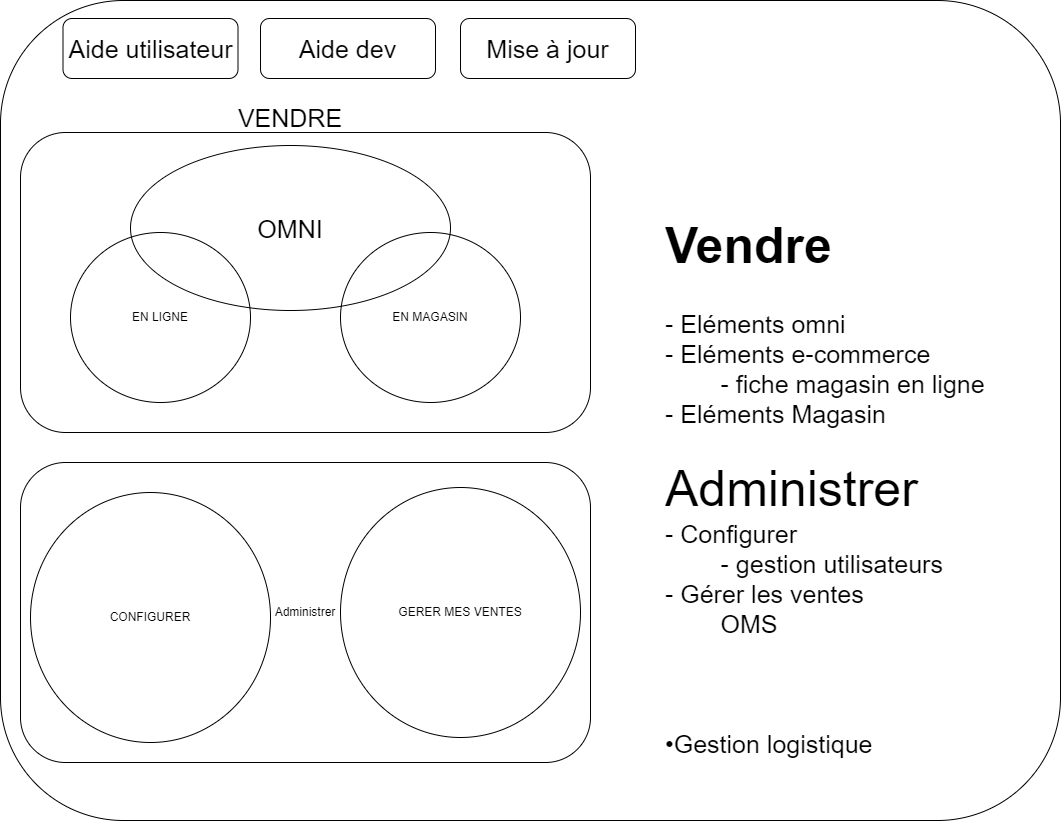 Aide utilisateur
Aide dev
Mise à jour
VENDRE
OMNI
EN LIGNE
EN MAGASIN
CONFIGURER
Administrer
GERER MES VENTES
Vendre
- Eléments omni
- Eléments e-commerce
- fiche magasin en ligne
- Eléments Magasin
Administrer
- Configurer
- gestion utilisateurs
- Gérer les ventes
OMS
•Gestion logistique